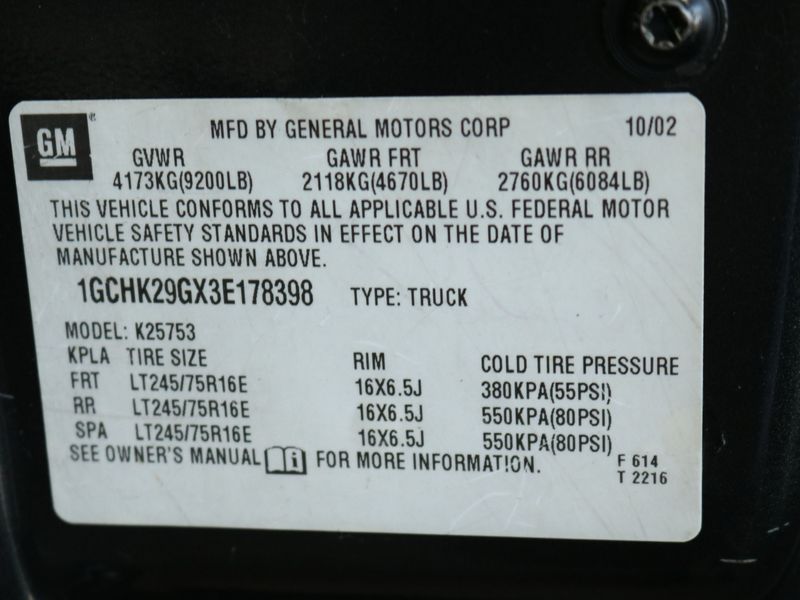 GM
MFD BY GENERAL MOTORS CORP 10/02
GVWR GAWR FRT GAWR RR
4173KG(9200LB) 2118KG(4670LB) 2760KG(6084LB)
THIS VEHICLE CONFORMS TO ALL APPLICABLE U.S. FEDERAL MOTOR
VEHICLE SAFETY STANDARDS IN EFFECT ON THE DATE OF
MANUFACTURE SHOWN ABOVE.
1GCHK29GX3E178398 TYPE: TRUCK
MODEL: K25753
KPLA TIRE SIZE RIM COLD TIRE PRESSURE
FRT LT245/75R16E 16X6.5J 380KPA(55PSI)
RR LT245/75R16E 16X6.5J 550KPA(80PSI)
SPA LT245/75R16E 16X6.5J 550KPA(80PSI)
SEE OWNER'S MANUAL i FOR MORE INFORMATION.
F 614
T 2216